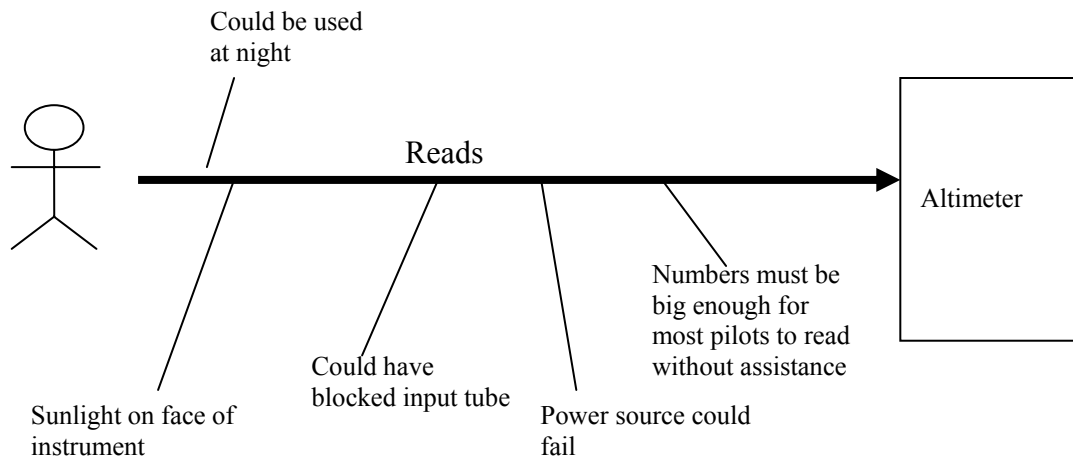 Could be used
at night
Reads
Altimeter
Numbers must be
big enough for
most pilots to read
without assistance
Could have
blocked input tube
Sunlight on face of
instrument
Power source could
fail